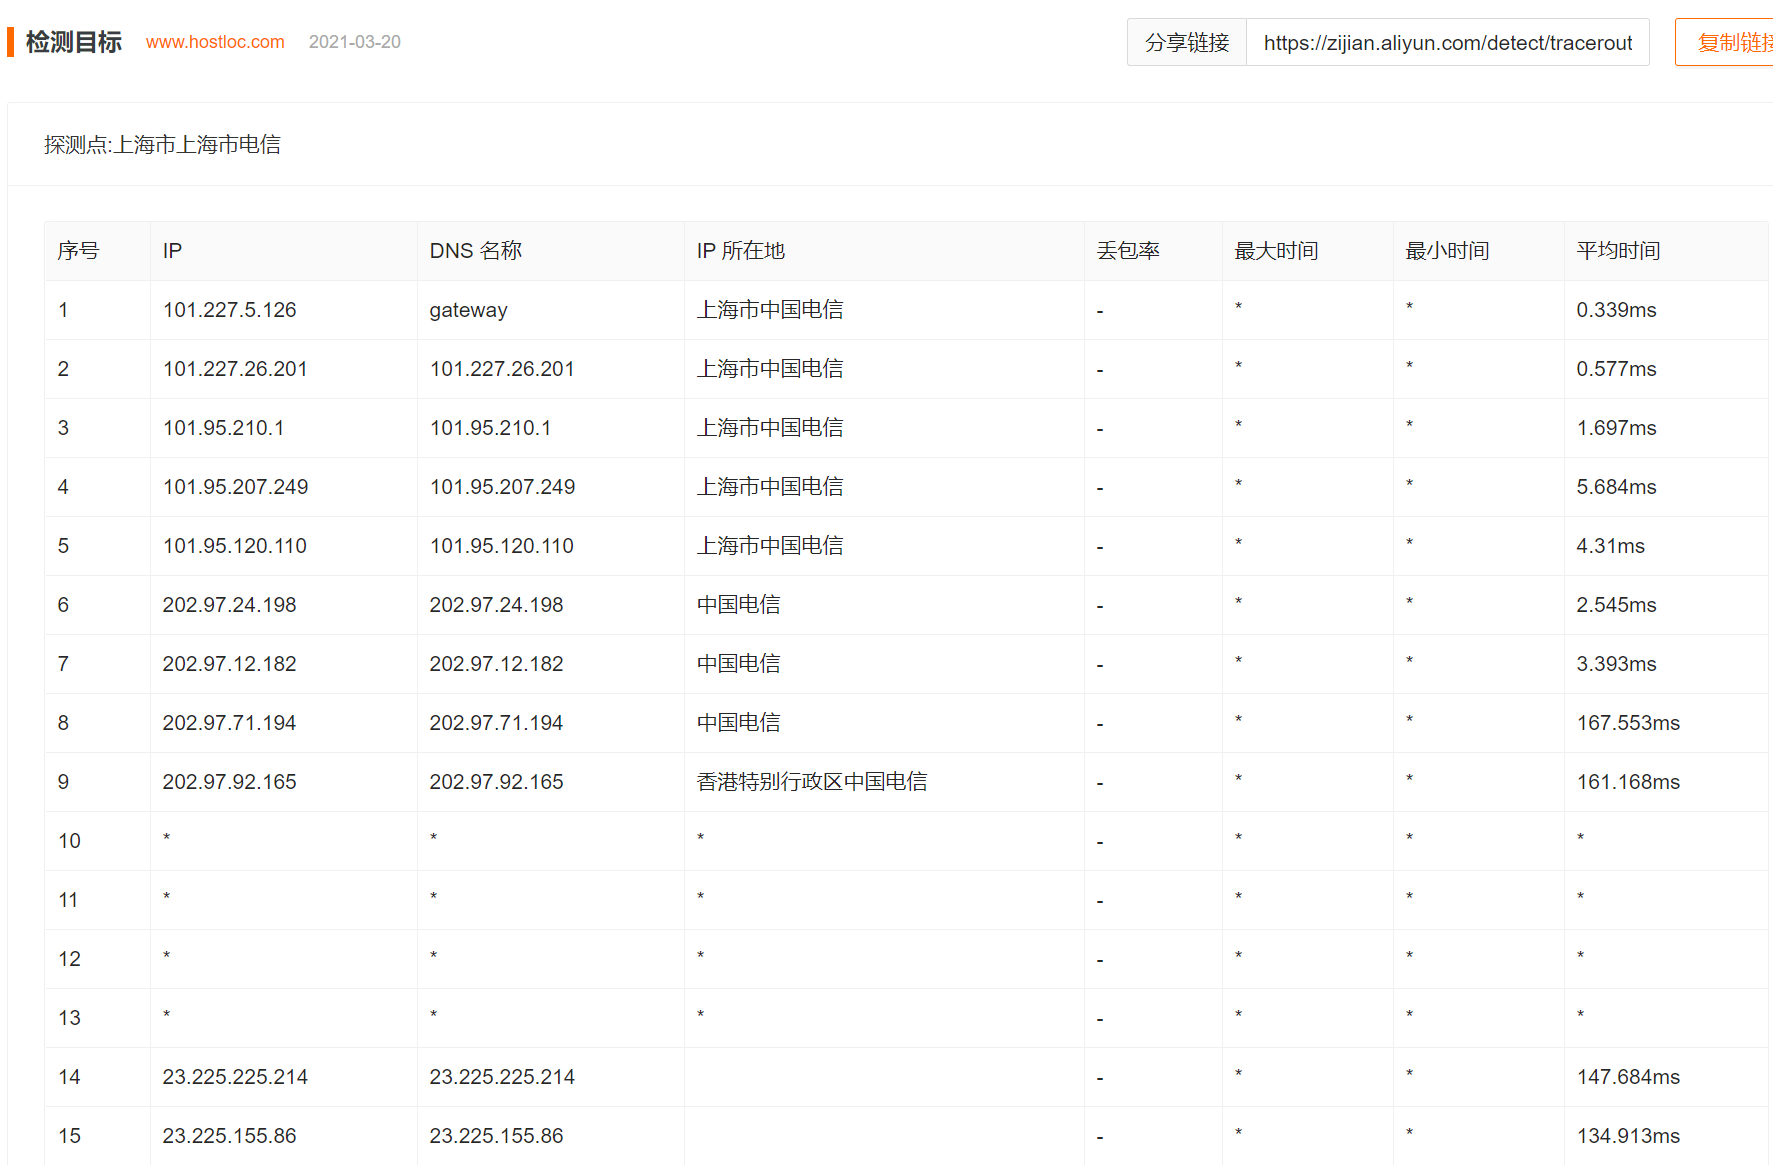 检测目标 www.hostloc.com 2021-03-20 分享链接 https://zijian.aliyun.com/detect/tracerout 复制链接
探测点:上海市上海市电信
序号 IP DNS 名称 IP 所在地 丢包率 最大时间 最小时间 平均时间
1 101.227.5.126 gateway 上海市中国电信 - * * 0.339ms
2 101.227.26.201 101.227.26.201 上海市中国电信 - * * 0.577ms
3 101.95.210.1 101.95.210.1 上海市中国电信 - * * 1.697ms
4 101.95.207.249 101.95.207.249 上海市中国电信 - * * 5.684ms
5 101.95.120.110 101.95.120.110 上海市中国电信 - * * 4.31ms
6 202.97.24.198 202.97.24.198 中国电信 - * * 2.545ms
7 202.97.12.182 202.97.12.182 中国电信 - * * 3.393ms
8 202.97.71.194 202.97.71.194 中国电信 - * * 167.553ms
9 202.97.92.165 202.97.92.165 香港特别行政区中国电信 - * * 161.168ms
10 * * * - * * *
11 * * * - * * *
12 * * * - * * *
13 * * * - * * *
14 23.225.225.214 23.225.225.214 - * * 147.684ms
15 23.225.155.86 23.225.155.86 - * * 134.913ms